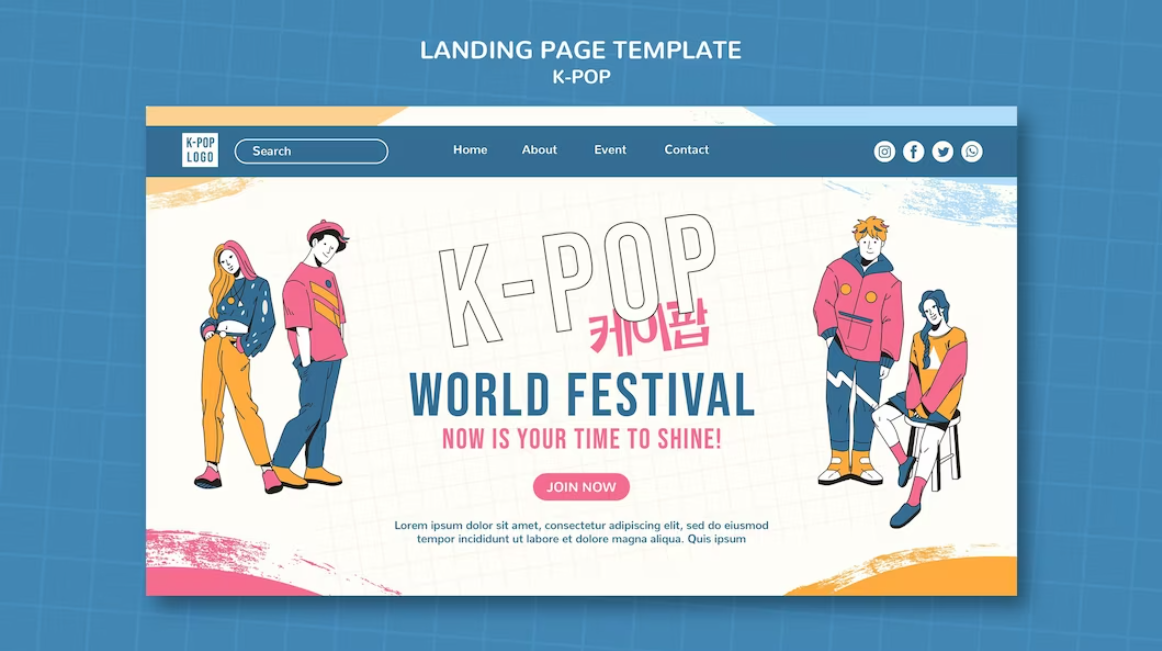 LANDING PAGE TEMPLATE
K-POP
K-POP
LOGO
Search
Home About Event Contact
K-POP
케이팝
WORLD FESTIVAL
NOW IS YOUR TIME TO SHINE!
JOIN NOW
Lorem ipsum dolor sit amet, consectetur adipiscing elit, sed do eiusmod
tempor incididunt ut labore et dolore magna aliqua. Quis ipsum